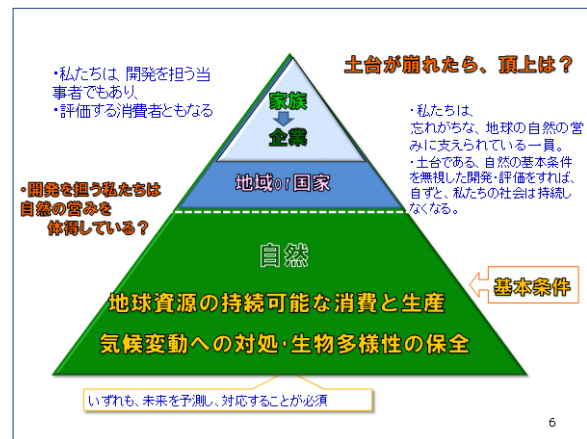 ・私たちは、開発を担う当
事者でもあり、
・評価する消費者ともなる
土台が崩れたら、頂上は？
家族
企業
地域or国家
・私たちは、
忘れがちな、地球の自然の営
みに支えられている一員。
・土台である、自然の基本条件
を無視した開発・評価をすれば、
自ずと、私たちの社会は持続し
なくなる。
・開発を担う私たちは
自然の営みを
体得している？
自然
地球資源の持続可能な消費と生産
気候変動への対処・生物多様性の保全
基本条件
いずれも、未来を予測し、対応することが必須
6